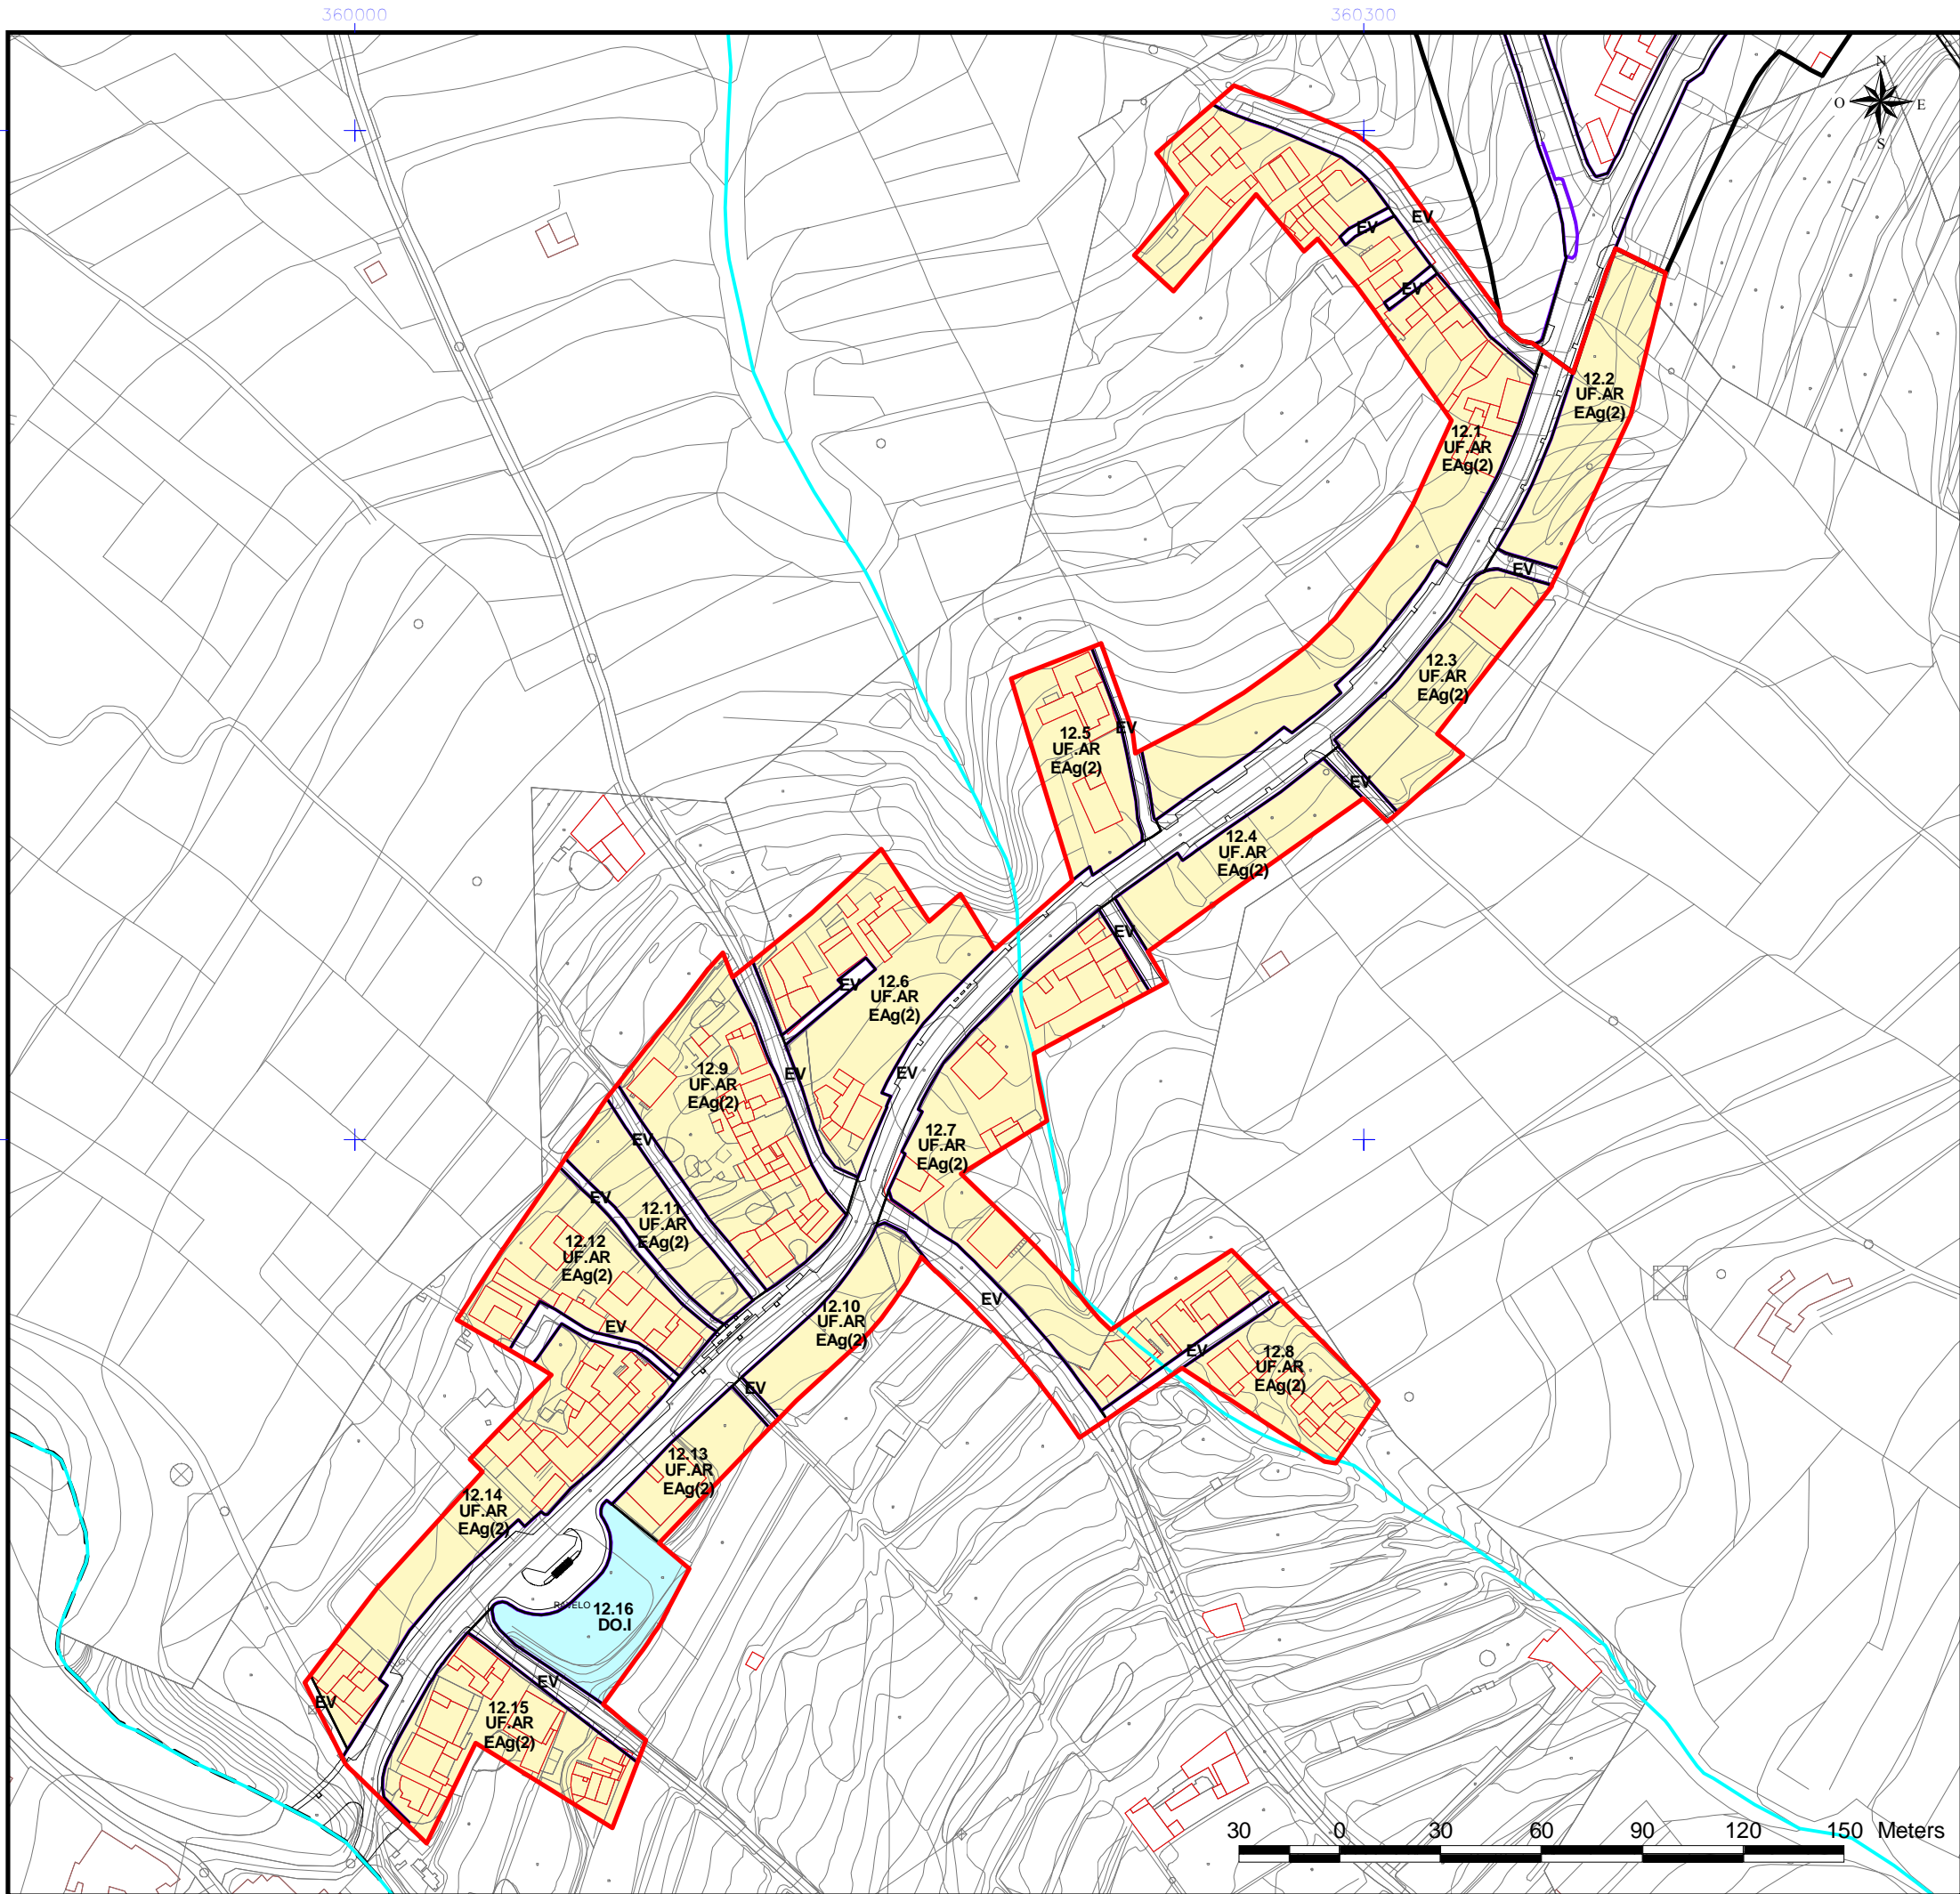 360000
360300
N
O
E
S
EV
EV
EV
12.2
UF.AR
EAg(2)
12.1
UF.AR
EAg(2)
EV
12.3
UF.AR
EAg(2)
12.5
UF.AR
EAg(2)
EV
EV
12.4
UF.AR
EAg(2)
EV
12.6
UF.AR
EAg(2)
EV
12.9
UF.AR
EAg(2)
EV
EV
12.7
UF.AR
EAg(2)
EV
EV
12.11
UF.AR
EAg(2)
12.12
UF.AR
EAg(2)
EV
EV
12.10
UF.AR
EAg(2)
EV
12.8
UF.AR
EAg(2)
EV
12.13
UF.AR
EAg(2)
12.14
UF.AR
EAg(2)
RAVELO
12.16
DO.I
EV
EV
12.15
UF.AR
EAg(2)
30 0 30 60 90 120 150 Meters